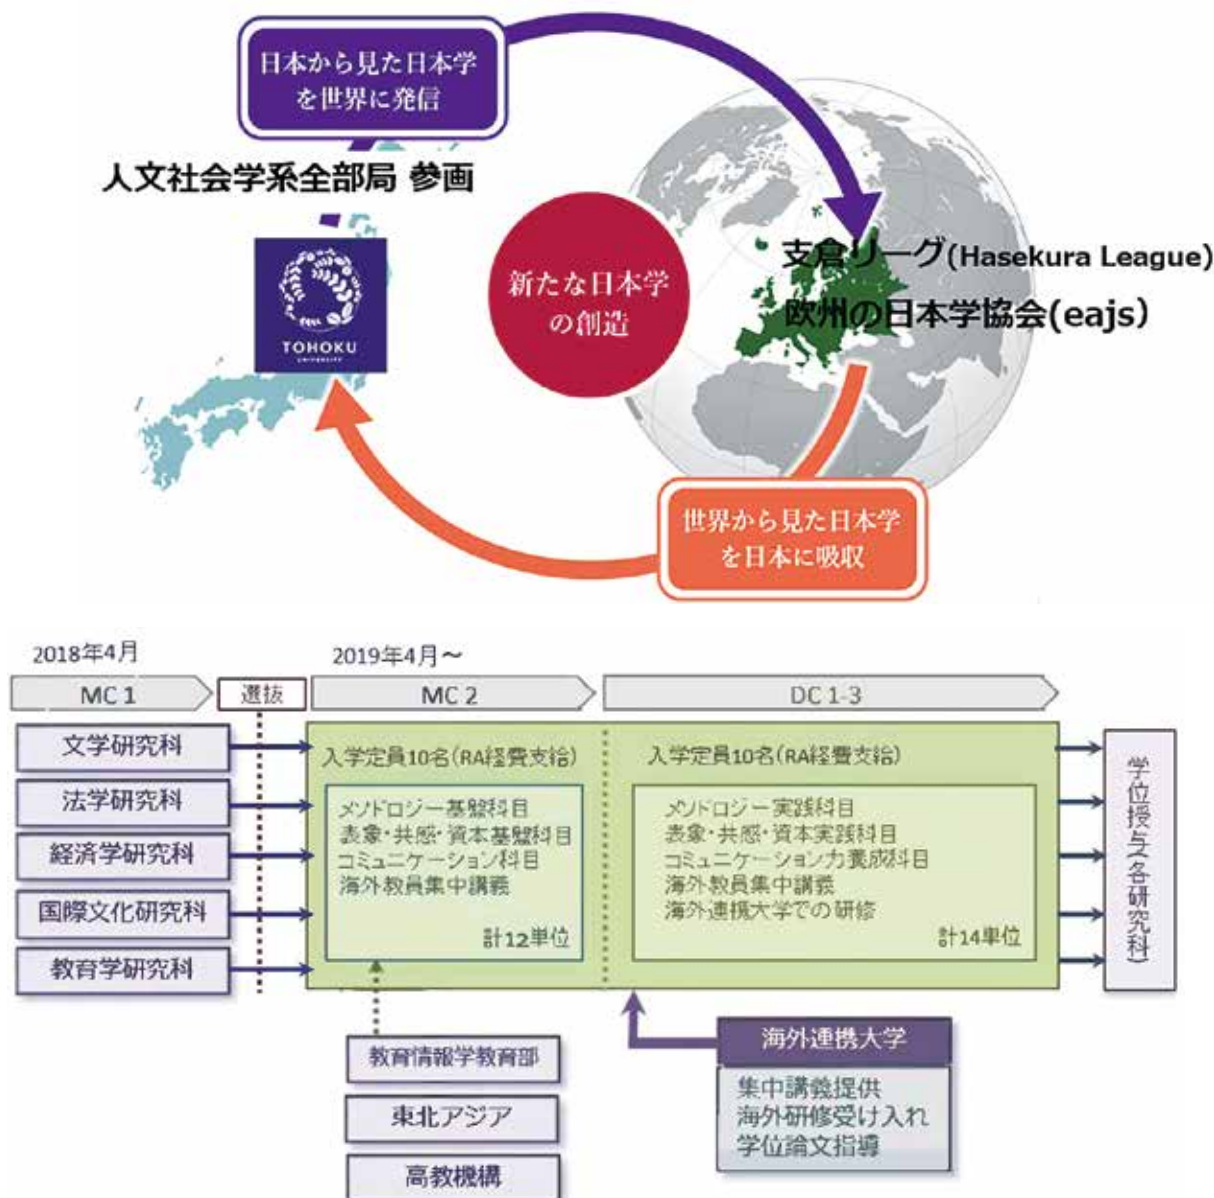 日本から見た日本学
を世界に発信
人文社会学系全部局 参画
TOHOKU
UNIVERSITY
新たな日本学
の創造
支倉リーグ(Hasekura League)
欧州の日本学協会(eajs)
世界から見た日本学
を日本に吸収
2018年4月
2019年4月～
MC 1
選抜
MC 2
DC 1-3
文学研究科
法学研究科
経済学研究科
国際文化研究科
教育学研究科
入学定員10名(RA経費支給)
メソドロジー基盤科目
表象・共感・資本基盤科目
コミュニケーション科目
海外教員集中講義
計12単位
入学定員10名(RA経費支給)
メソドロジー実践科目
表象・共感・資本実践科目
コミュニケーション力養成科目
海外教員集中講義
海外連携大学での研修
計14単位
学位授与(各研究科)
教育情報学教育部
東北アジア
高教機構
海外連携大学
集中講義提供
海外研修受け入れ
学位論文指導